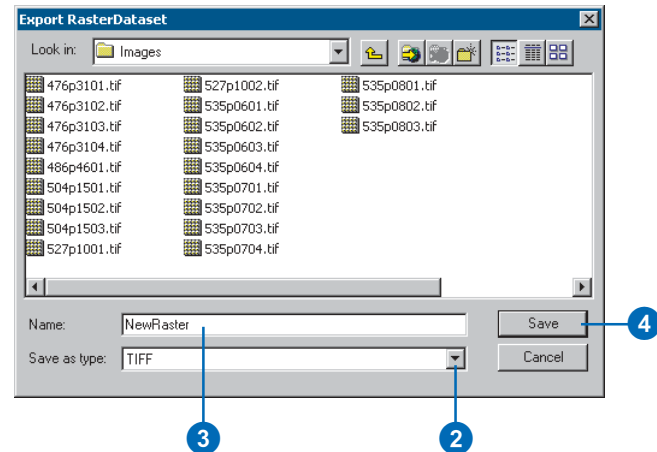 Export RasterDataset
Look in: Images
476p3101.tif 527p1002.tif 535p0801.tif
476p3102.tif 535p0601.tif 535p0802.tif
476p3103.tif 535p0602.tif 535p0803.tif
476p3104.tif 535p0603.tif
486p4601.tif 535p0604.tif
504p1501.tif 535p0701.tif
504p1502.tif 535p0702.tif
504p1503.tif 535p0703.tif
527p1001.tif 535p0704.tif
Name: NewRaster Save 4
Save as type: TIFF Cancel
3 2